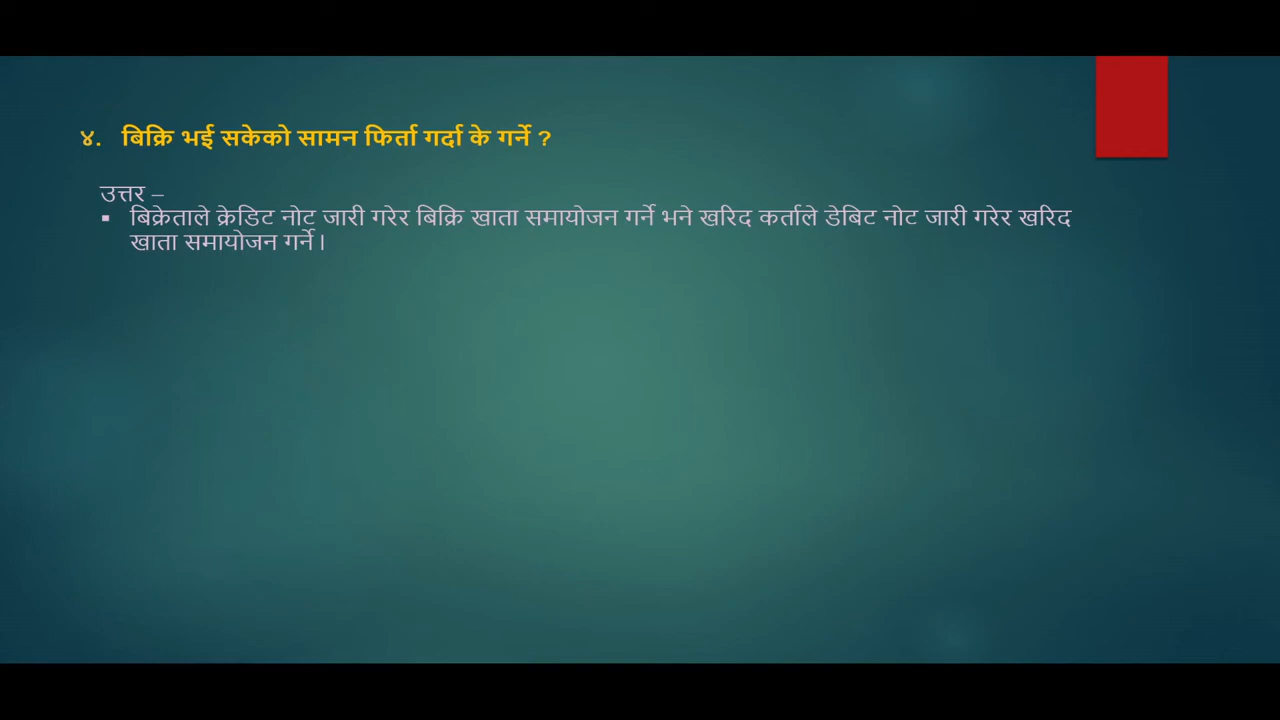 ४. बिक्रि भई सकेको सामन फिर्ता गर्दा के गर्ने ?
उत्तर –
▪ बिक्रेताले क्रेडिट नोट जारी गरेर बिक्रि खाता समायोजन गर्ने भने खरिद कर्ताले डेबिट नोट जारी गरेर खरिद
खाता समायोजन गर्ने ।